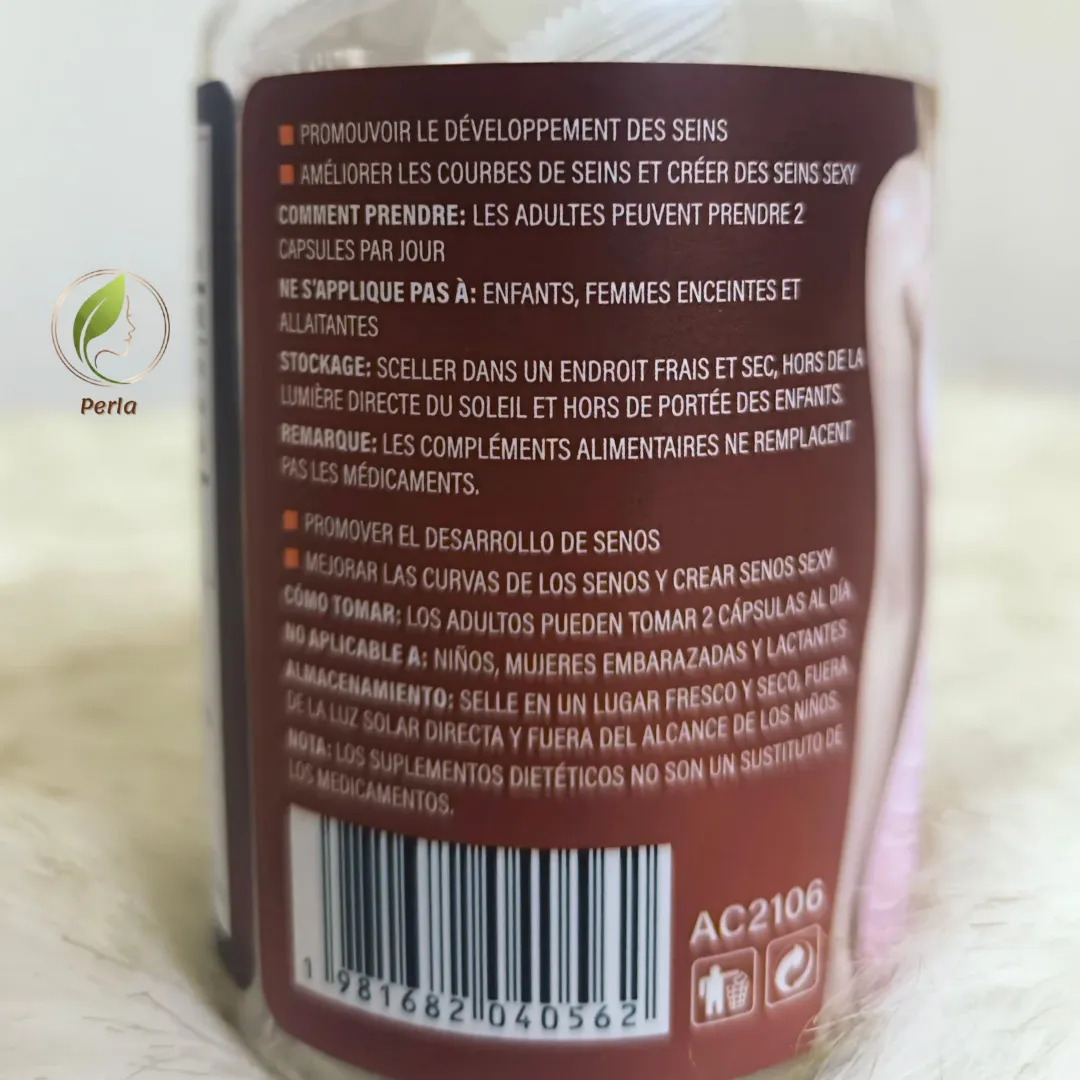 PROMOUVOIR LE DÉVELOPPEMENT DES SEINS
AMÉLIORER LES COURBES DE SEINS ET CRÉER DES SEINS SEXY
COMMENT PRENDRE: LES ADULTES PEUVENT PRENDRE 2
CAPSULES PAR JOUR
NE S'APPLIQUE PAS À: ENFANTS, FEMMES ENCEINTES ET
ALLAITANTES
STOCKAGE: SCELLER DANS UN ENDROIT FRAIS ET SEC, HORS DE LA
LUMIÈRE DIRECTE DU SOLEIL ET HORS DE PORTÉE DES ENFANTS.
REMARQUE: LES COMPLÉMENTS ALIMENTAIRES NE REMPLACENT
PAS LES MÉDICAMENTS.
PROMOVER EL DESARROLLO DE SENOS
MEJORAR LAS CURVAS DE LOS SENOS Y CREAR SENOS SEXY
CÓMO TOMAR: LOS ADULTOS PUEDEN TOMAR 2 CÁPSULAS AL DÍA
NO APLICABLE A: NIÑOS, MUJERES EMBARAZADAS Y LACTANTES
ALMACENAMIENTO: SELLE EN UN LUGAR FRESCO Y SECO, FUERA
DE LA LUZ SOLAR DIRECTA Y FUERA DEL ALCANCE DE LOS NIÑOS.
NOTA: LOS SUPLEMENTOS DIETÉTICOS NO SON UN SUSTITUTO DE
LOS MEDICAMENTOS.
AC2106
1 981682 040562
Perla